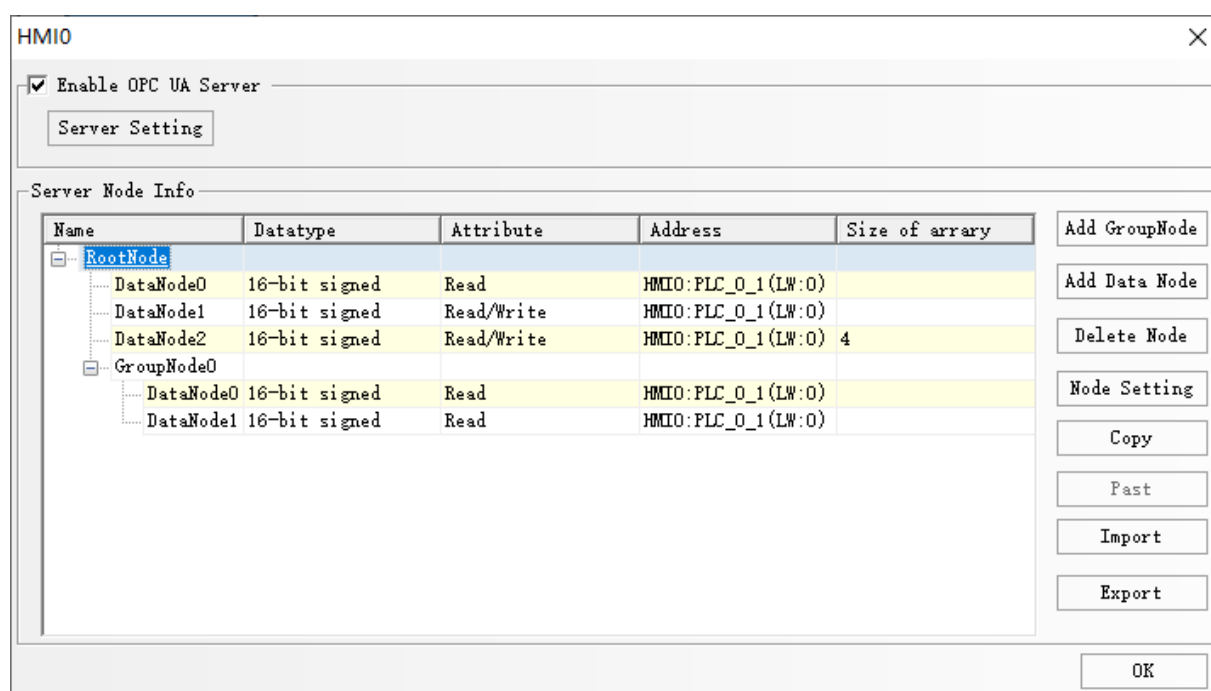 HMI0
Enable OPC UA Server
Server Setting
Server Node Info
Name Datatype Attribute Address Size of arrary
RootNode
DataNode0 16-bit signed Read HMI0:PLC_0_1(LW:0)
DataNode1 16-bit signed Read/Write HMI0:PLC_0_1(LW:0)
DataNode2 16-bit signed Read/Write HMI0:PLC_0_1(LW:0) 4
GroupNode0
DataNode0 16-bit signed Read HMI0:PLC_0_1(LW:0)
DataNode1 16-bit signed Read HMI0:PLC_0_1(LW:0)
Add GroupNode
Add Data Node
Delete Node
Node Setting
Copy
Past
Import
Export
OK